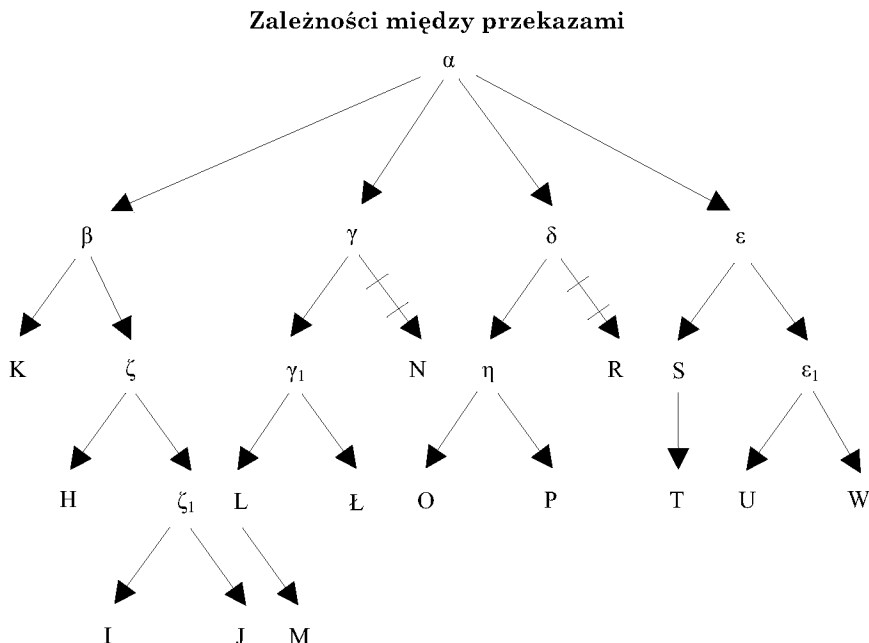 Zależności między przekazami
α
β γ δ ε
K ζ γ₁ N η R S ε₁
H ζ₁ L Ł O P T U W
I J M